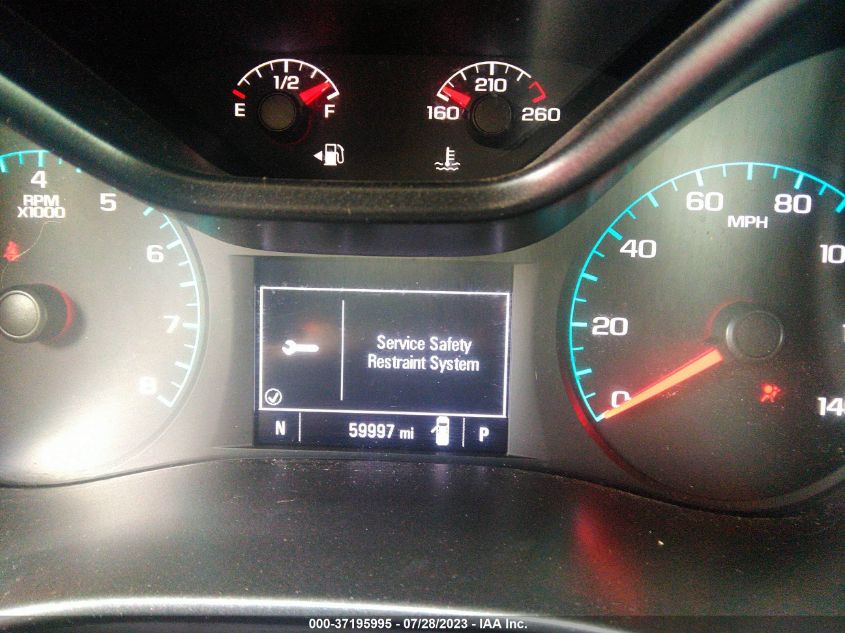 1/2
E F
210
160 260
4
RPM
X1000
5
6
7
8
0
20
40
60
80
MPH
Service Safety
Restraint System
N 59997 mi P
000-37195995 - 07/28/2023 - IAA Inc.